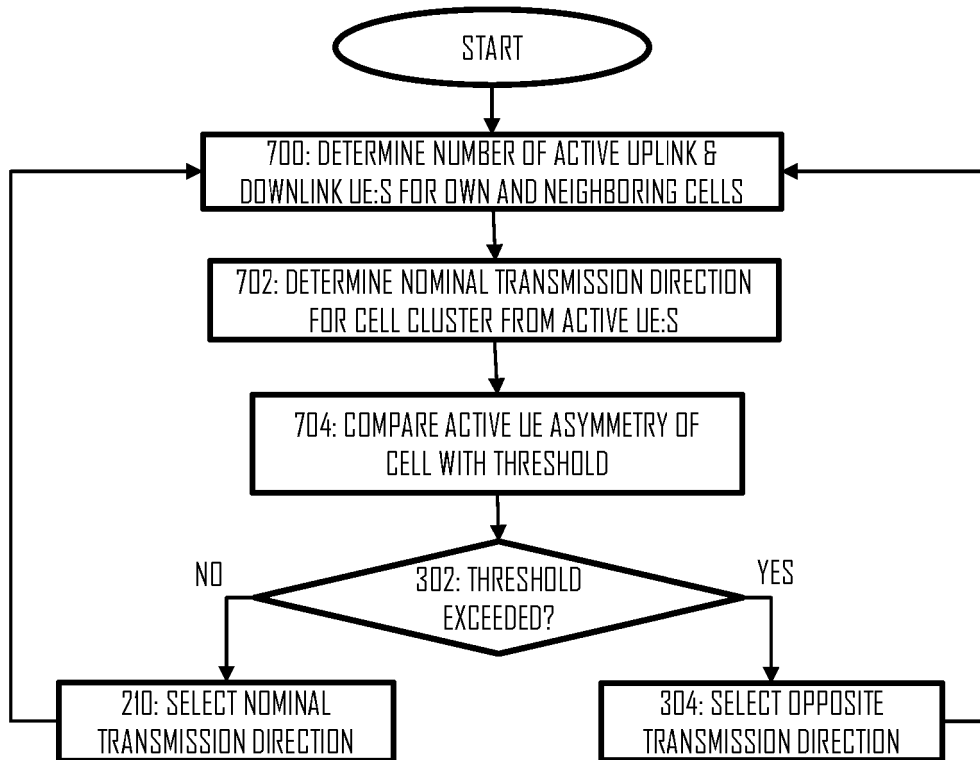 START
700: DETERMINE NUMBER OF ACTIVE UPLINK &
DOWNLINK UE:S FOR OWN AND NEIGHBORING CELLS
702: DETERMINE NOMINAL TRANSMISSION DIRECTION
FOR CELL CLUSTER FROM ACTIVE UE:S
704: COMPARE ACTIVE UE ASYMMETRY OF
CELL WITH THRESHOLD
NO
302: THRESHOLD
EXCEEDED?
YES
210: SELECT NOMINAL
TRANSMISSION DIRECTION
304: SELECT OPPOSITE
TRANSMISSION DIRECTION